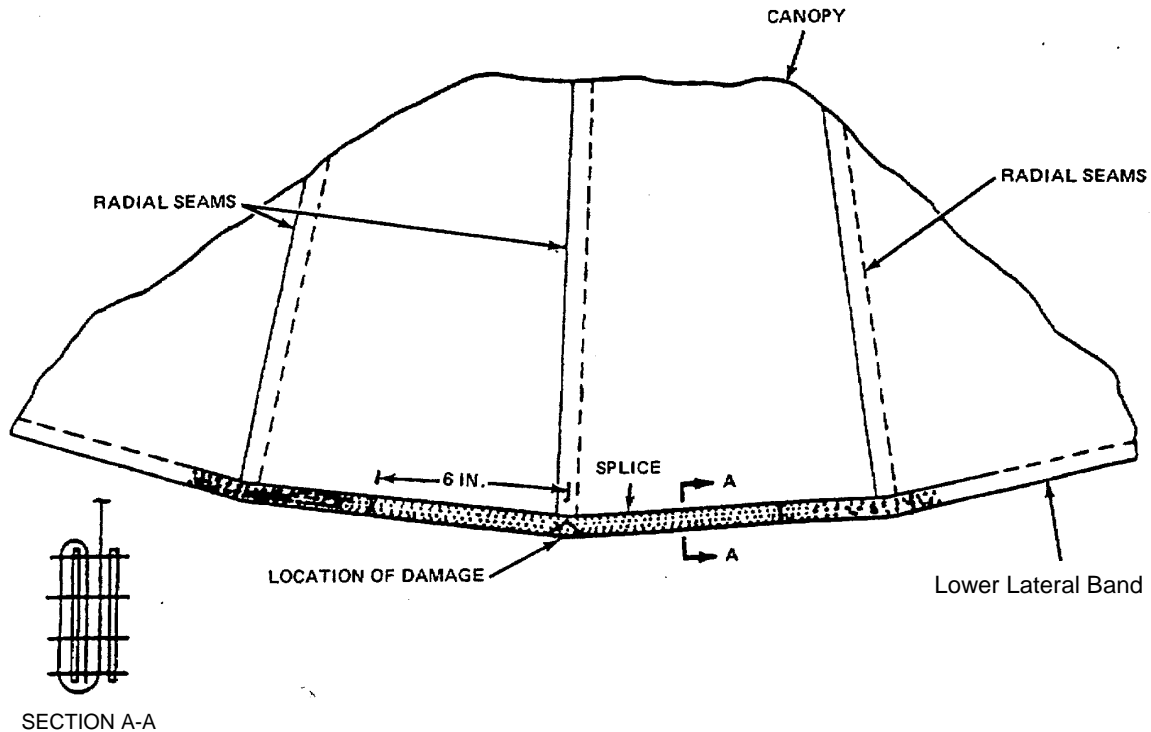 CANOPY
RADIAL SEAMS
RADIAL SEAMS
6 IN.
SPLICE
A
A
LOCATION OF DAMAGE
Lower Lateral Band
SECTION A-A